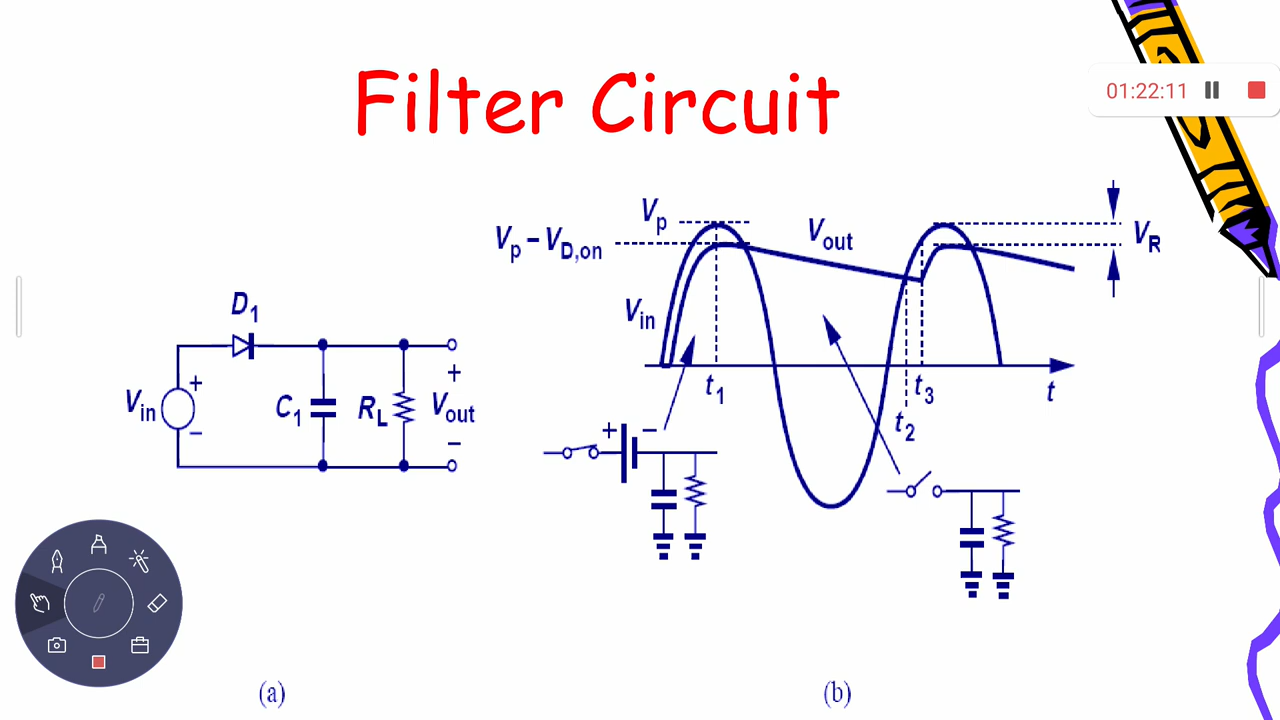 Filter Circuit
01:22:11
Vp
Vp – VD,on
Vout
VR
Vin
D1
t1
t3
t
t2
Vin
+
–
C1
RL
+
Vout
–
+ –
(a)
(b)